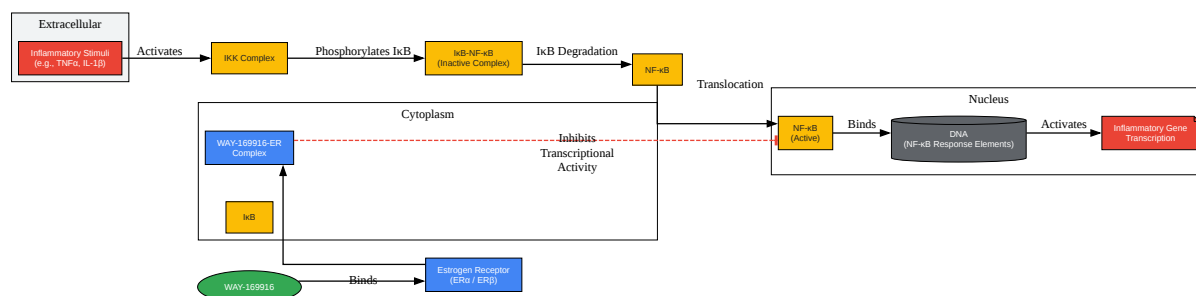 Extracellular
Inflammatory Stimuli
(e.g., TNFα, IL-1β)
Activates
IKK Complex
Phosphorylates IκB
IκB-NF-κB
(Inactive Complex)
IκB Degradation
NF-κB
Translocation
Nucleus
NF-κB
(Active)
Binds
DNA
(NF-κB Response Elements)
Activates
Inflammatory Gene
Transcription
Cytoplasm
WAY-169916-ER
Complex
Inhibits
Transcriptional
Activity
IκB
WAY-169916
Binds
Estrogen Receptor
(ERα / ERβ)